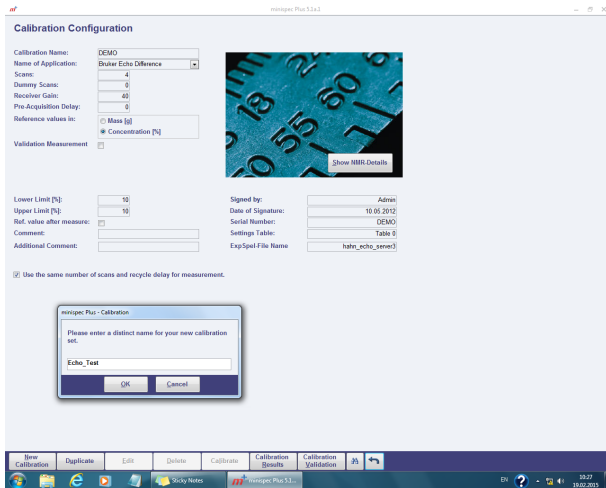 minispec Plus 5.1a.1
Calibration Configuration
Calibration Name: DEMO
Name of Application: Bruker Echo Difference
Scans: 4
Dummy Scans: 0
Receiver Gain: 40
Pre-Acquisition Delay: 0
Reference values in: Mass [g]
Concentration [%]
Validation Measurement
18
55
50
60
60
Show NMR-Details
Lower Limit [%]: 10
Upper Limit [%]: 10
Ref. value after measure:
Comment:
Additional Comment:
Signed by: Admin
Date of Signature: 10.05.2012
Serial Number: DEMO
Settings Table: Table 0
ExpSpel-File Name hahn_echo_server3
Use the same number of scans and recycle delay for measurement.
minispec Plus - Calibration
Please enter a distinct name for your new calibration
set.
Echo_Test
OK Cancel
New Calibration Duplicate Edit Delete Calibrate Calibration Results Calibration Validation
Sticky Notes minispec Plus 5.1... EN 10:27
19.02.2015